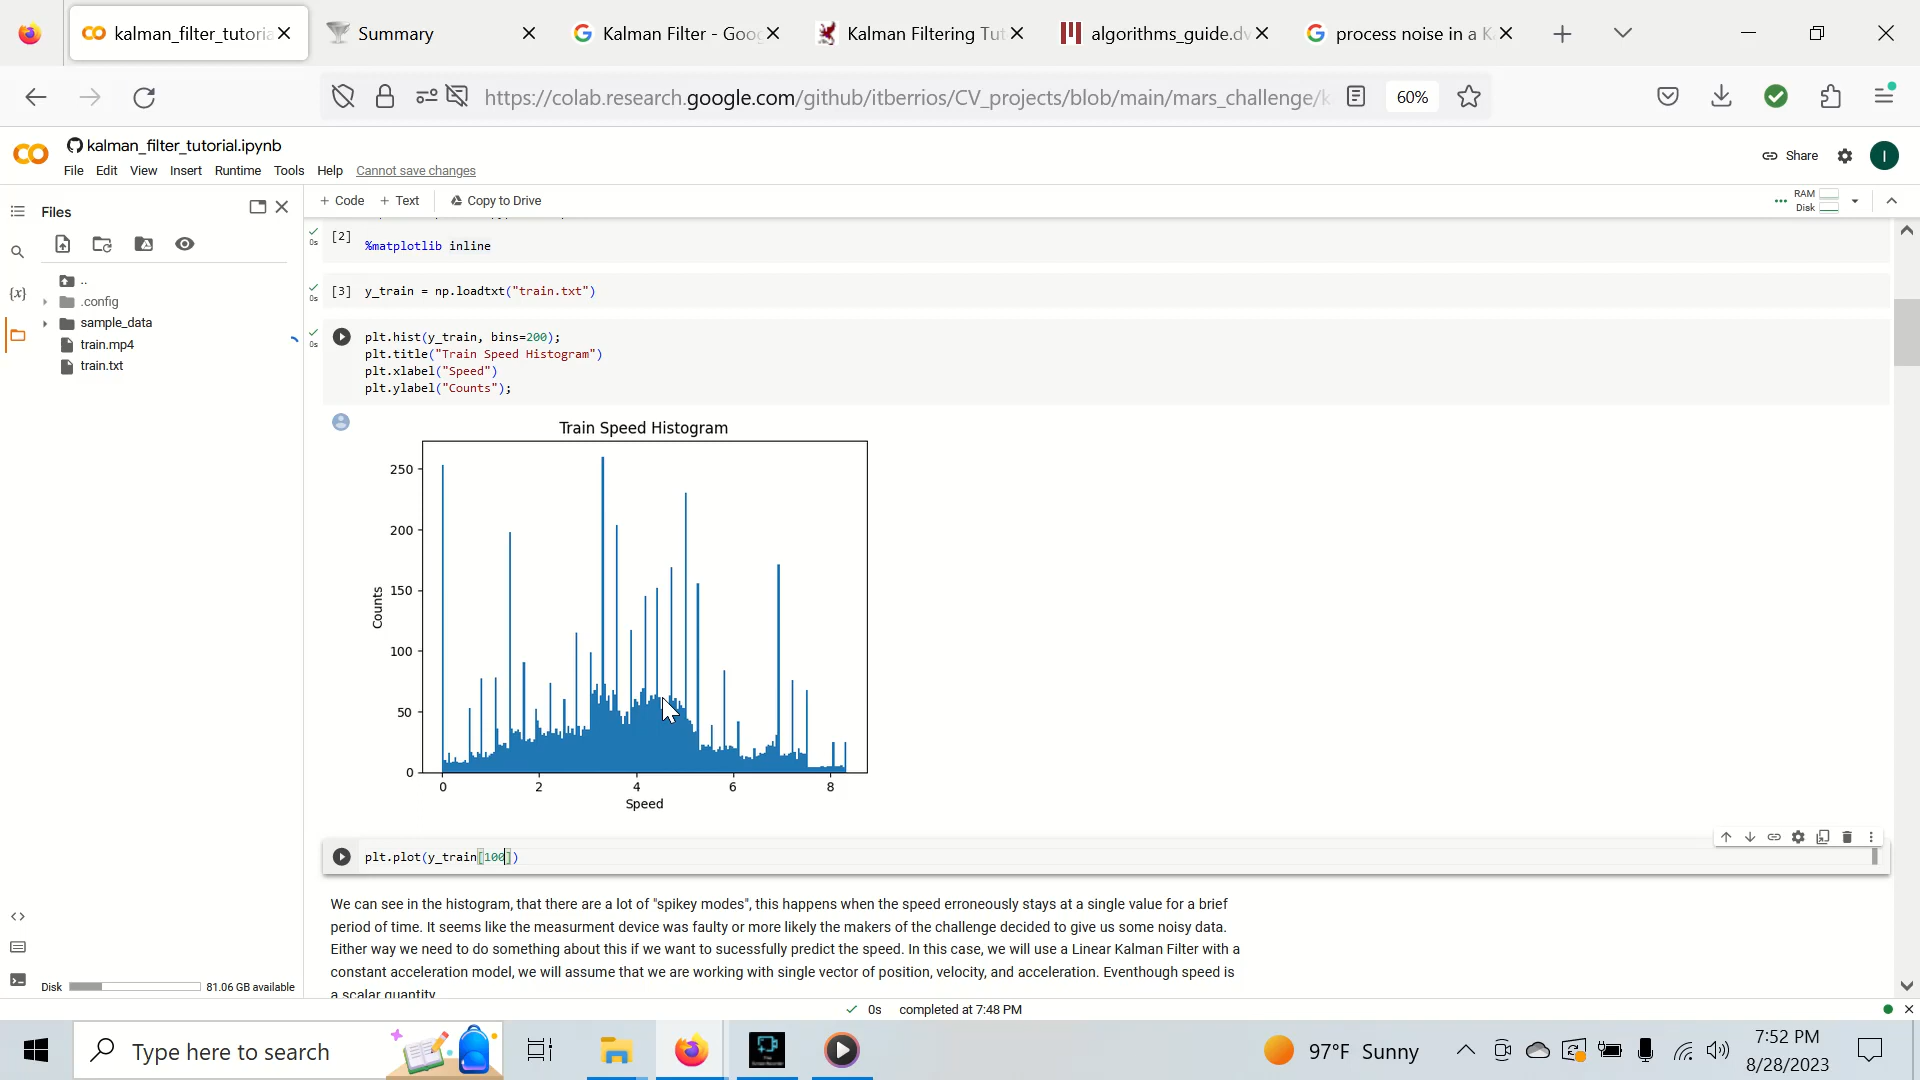 kalman_filter_tutoria
Summary
Kalman Filter - Goog
Kalman Filtering Tut
algorithms_guide.dv
process noise in a K
https://colab.research.google.com/github/itberrios/CV_projects/blob/main/mars_challenge/k
60%
kalman_filter_tutorial.ipynb
File Edit View Insert Runtime Tools Help Cannot save changes
Share
I
Files
+ Code + Text Copy to Drive
RAM
Disk
..
.config
sample_data
train.mp4
train.txt
{x}
0s
[2]
%matplotlib inline
0s
[3] y_train = np.loadtxt("train.txt")
0s
plt.hist(y_train, bins=200);
plt.title("Train Speed Histogram")
plt.xlabel("Speed")
plt.ylabel("Counts");
Train Speed Histogram
250
200
150
100
50
0
Counts
0 2 4 6 8
Speed
plt.plot(y_train[100])
We can see in the histogram, that there are a lot of "spikey modes", this happens when the speed erroneously stays at a single value for a brief
period of time. It seems like the measurment device was faulty or more likely the makers of the challenge decided to give us some noisy data.
Either way we need to do something about this if we want to sucessfully predict the speed. In this case, we will use a Linear Kalman Filter with a
constant acceleration model, we will assume that we are working with single vector of position, velocity, and acceleration. Eventhough speed is
a scalar quantity
Disk 81.06 GB available
0s completed at 7:48 PM
Type here to search
97°F Sunny
7:52 PM
8/28/2023